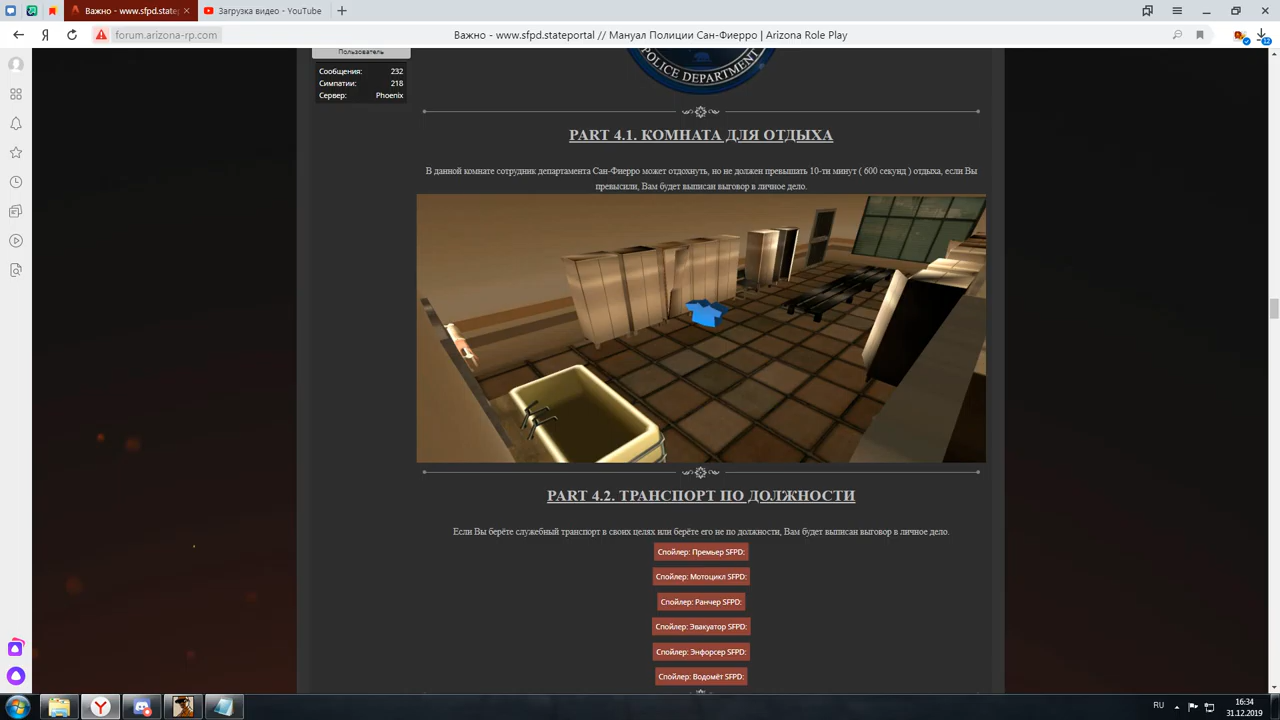 Важно - www.sfpd.statep
Загрузка видео - YouTube
forum.arizona-rp.com
Важно - www.sfpd.stateportal // Мануал Полиции Сан-Фиерро | Arizona Role Play
12
Пользователь
Сообщения: 232
Симпатии: 218
Сервер: Phoenix
POLICE DEPARTMENT
PART 4.1. КОМНАТА ДЛЯ ОТДЫХА
В данной комнате сотрудник департамента Сан-Фиерро может отдохнуть, но не должен превышать 10-ти минут ( 600 секунд ) отдыха, если Вы
превысили, Вам будет выписан выговор в личное дело.
PART 4.2. ТРАНСПОРТ ПО ДОЛЖНОСТИ
Если Вы берёте служебный транспорт в своих целях или берёте его не по должности, Вам будет выписан выговор в личное дело.
Спойлер: Премьер SFPD:
Спойлер: Мотоцикл SFPD:
Спойлер: Ранчер SFPD:
Спойлер: Эвакуатор SFPD:
Спойлер: Энфорсер SFPD:
Спойлер: Водомёт SFPD:
RU
16:34
31.12.2019